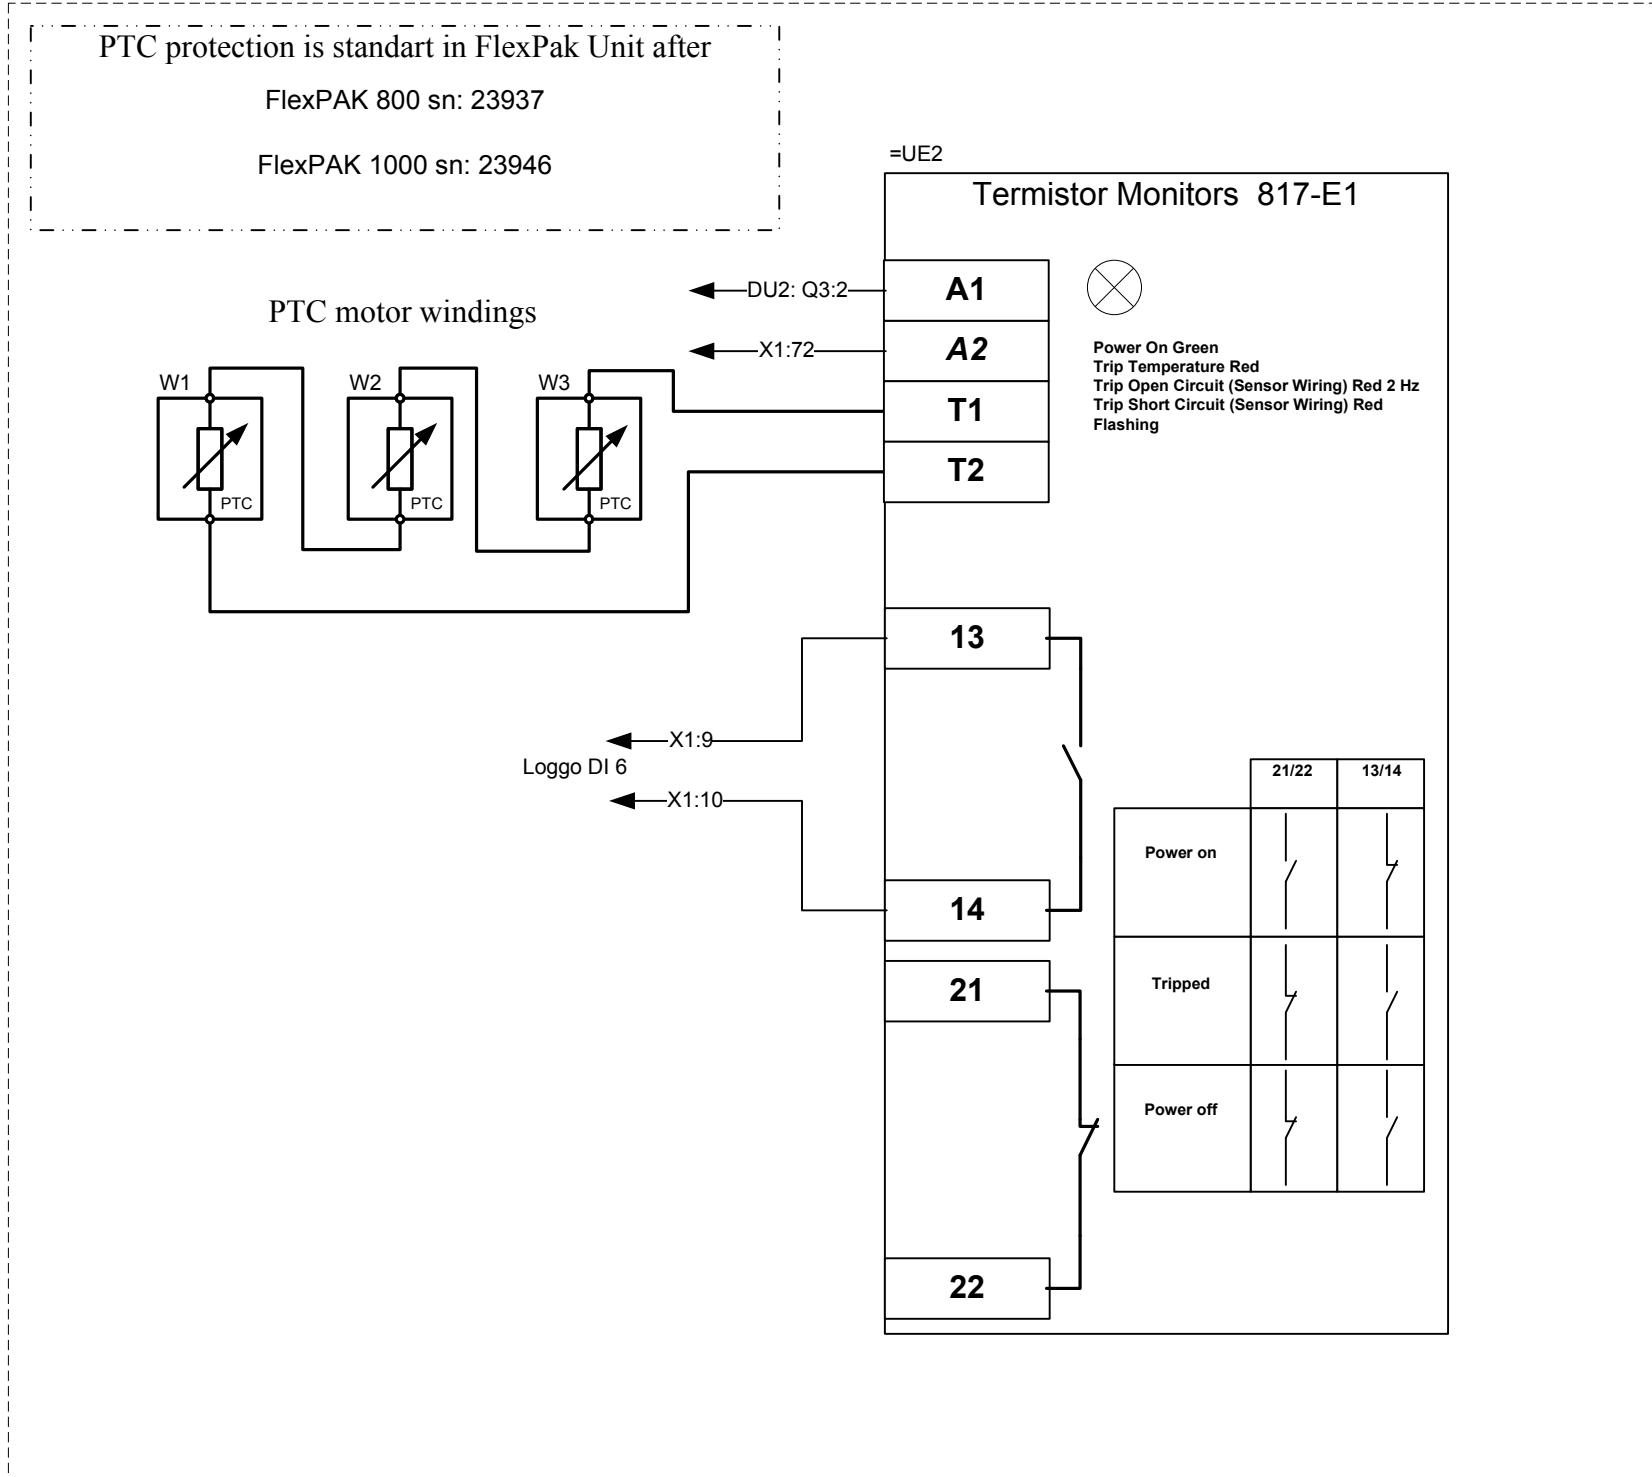 PTC protection is standart in FlexPak Unit after
FlexPAK 800 sn: 23937
FlexPAK 1000 sn: 23946
=UE2
Termistor Monitors 817-E1
DU2: Q3:2
A1
X1:72
A2
T1
T2
Power On Green
Trip Temperature Red
Trip Open Circuit (Sensor Wiring) Red 2 Hz
Trip Short Circuit (Sensor Wiring) Red
Flashing
PTC motor windings
W1
W2
W3
PTC
PTC
PTC
13
X1:9
Loggo DI 6
X1:10
14
21
22
21/22
13/14
Power on
Tripped
Power off